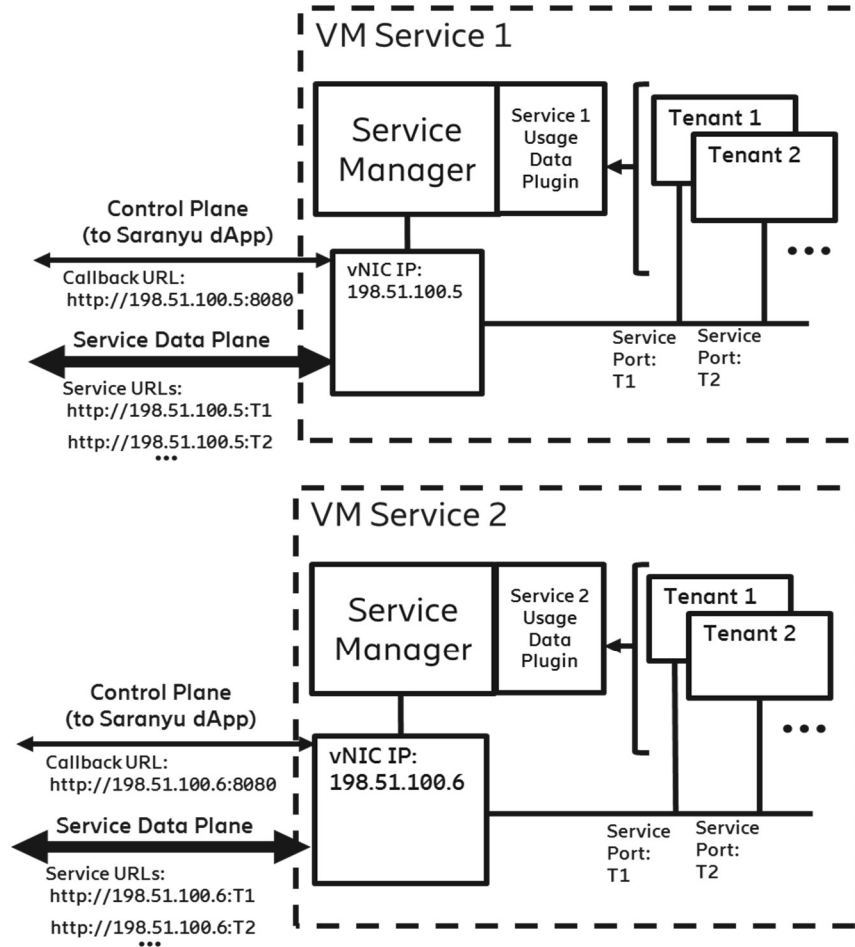 VM Service 1
Service
Manager
Service 1
Usage
Data
Plugin
Tenant 1
Tenant 2
...
Control Plane
(to Saranyu dApp)
Callback URL:
http://198.51.100.5:8080
vNIC IP:
198.51.100.5
Service Data Plane
Service URLs:
http://198.51.100.5:T1
http://198.51.100.5:T2
...
Service
Port:
T1
Service
Port:
T2
VM Service 2
Service
Manager
Service 2
Usage
Data
Plugin
Tenant 1
Tenant 2
...
Control Plane
(to Saranyu dApp)
Callback URL:
http://198.51.100.6:8080
vNIC IP:
198.51.100.6
Service Data Plane
Service URLs:
http://198.51.100.6:T1
http://198.51.100.6:T2
...
Service
Port:
T1
Service
Port:
T2